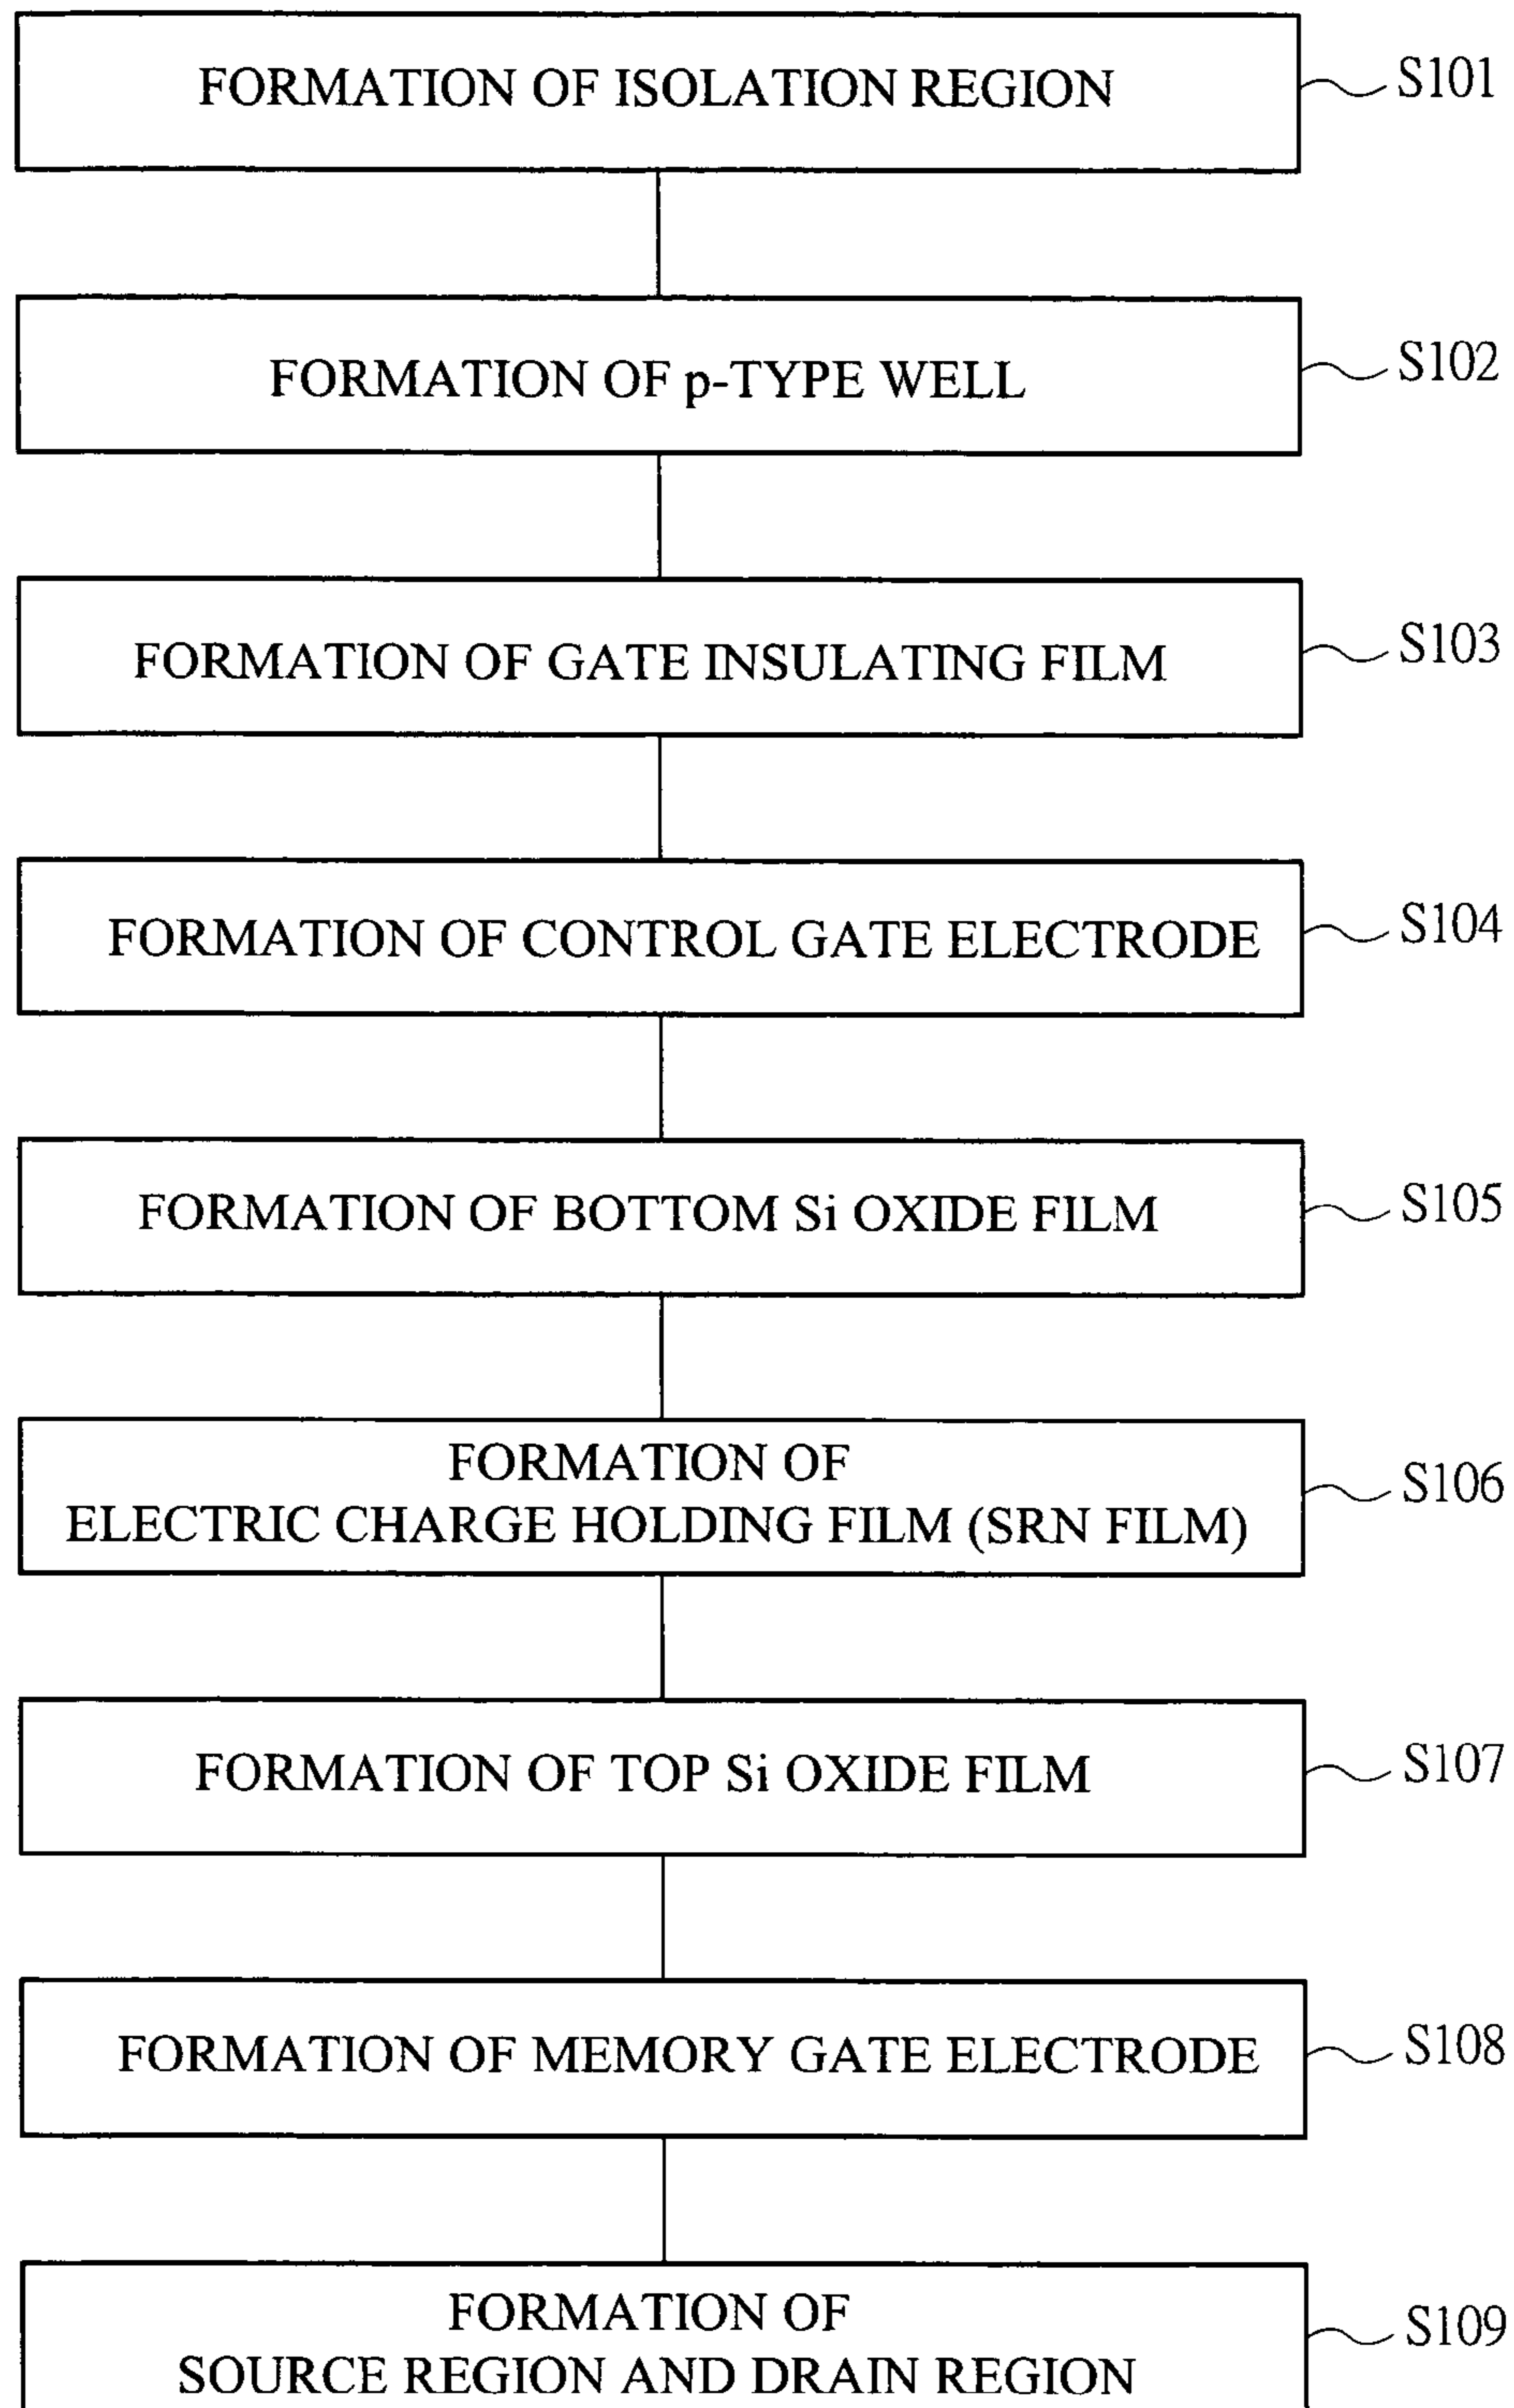 FORMATION OF ISOLATION REGION
S101
FORMATION OF p-TYPE WELL
S102
FORMATION OF GATE INSULATING FILM
S103
FORMATION OF CONTROL GATE ELECTRODE
S104
FORMATION OF BOTTOM Si OXIDE FILM
S105
FORMATION OF
ELECTRIC CHARGE HOLDING FILM (SRN FILM)
S106
FORMATION OF TOP Si OXIDE FILM
S107
FORMATION OF MEMORY GATE ELECTRODE
S108
FORMATION OF
SOURCE REGION AND DRAIN REGION
S109